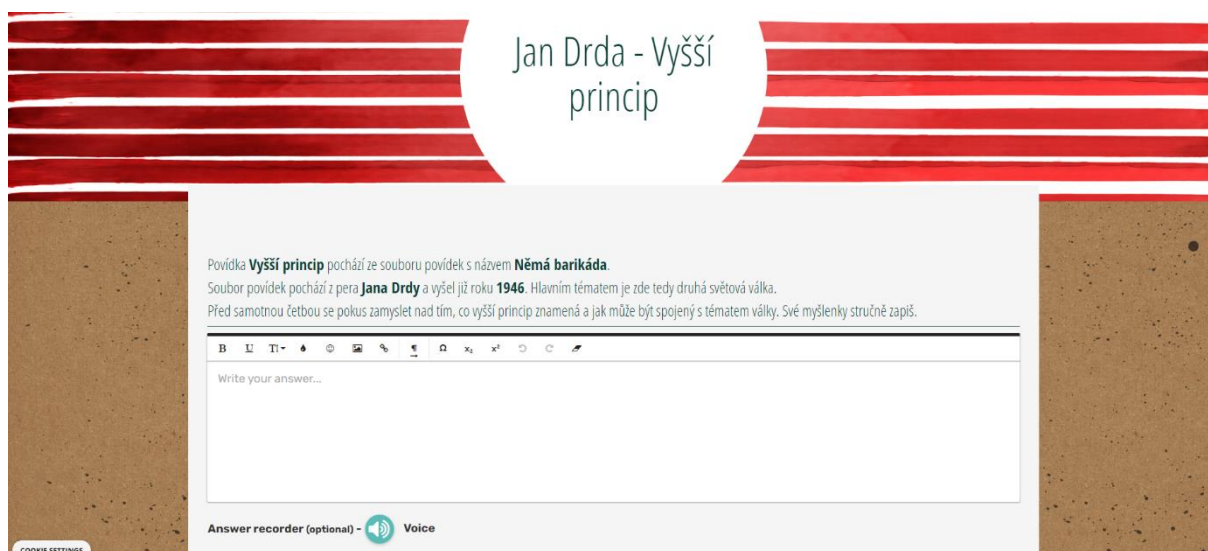 Jan Drda - Vyšší
princip
Povídka Vyšší princip pochází ze souboru povídek s názvem Němá barikáda.
Soubor povídek pochází z pera Jana Drdy a vyšel již roku 1946. Hlavním tématem je zde tedy druhá světová válka.
Před samotnou četbou se pokus zamyslet nad tím, co vyšší princip znamená a jak může být spojený s tématem války. Své myšlenky stručně zapiš.
B U T Ω x₂ x²
Write your answer...
Answer recorder (optional) - Voice
COOKIE SETTINGS